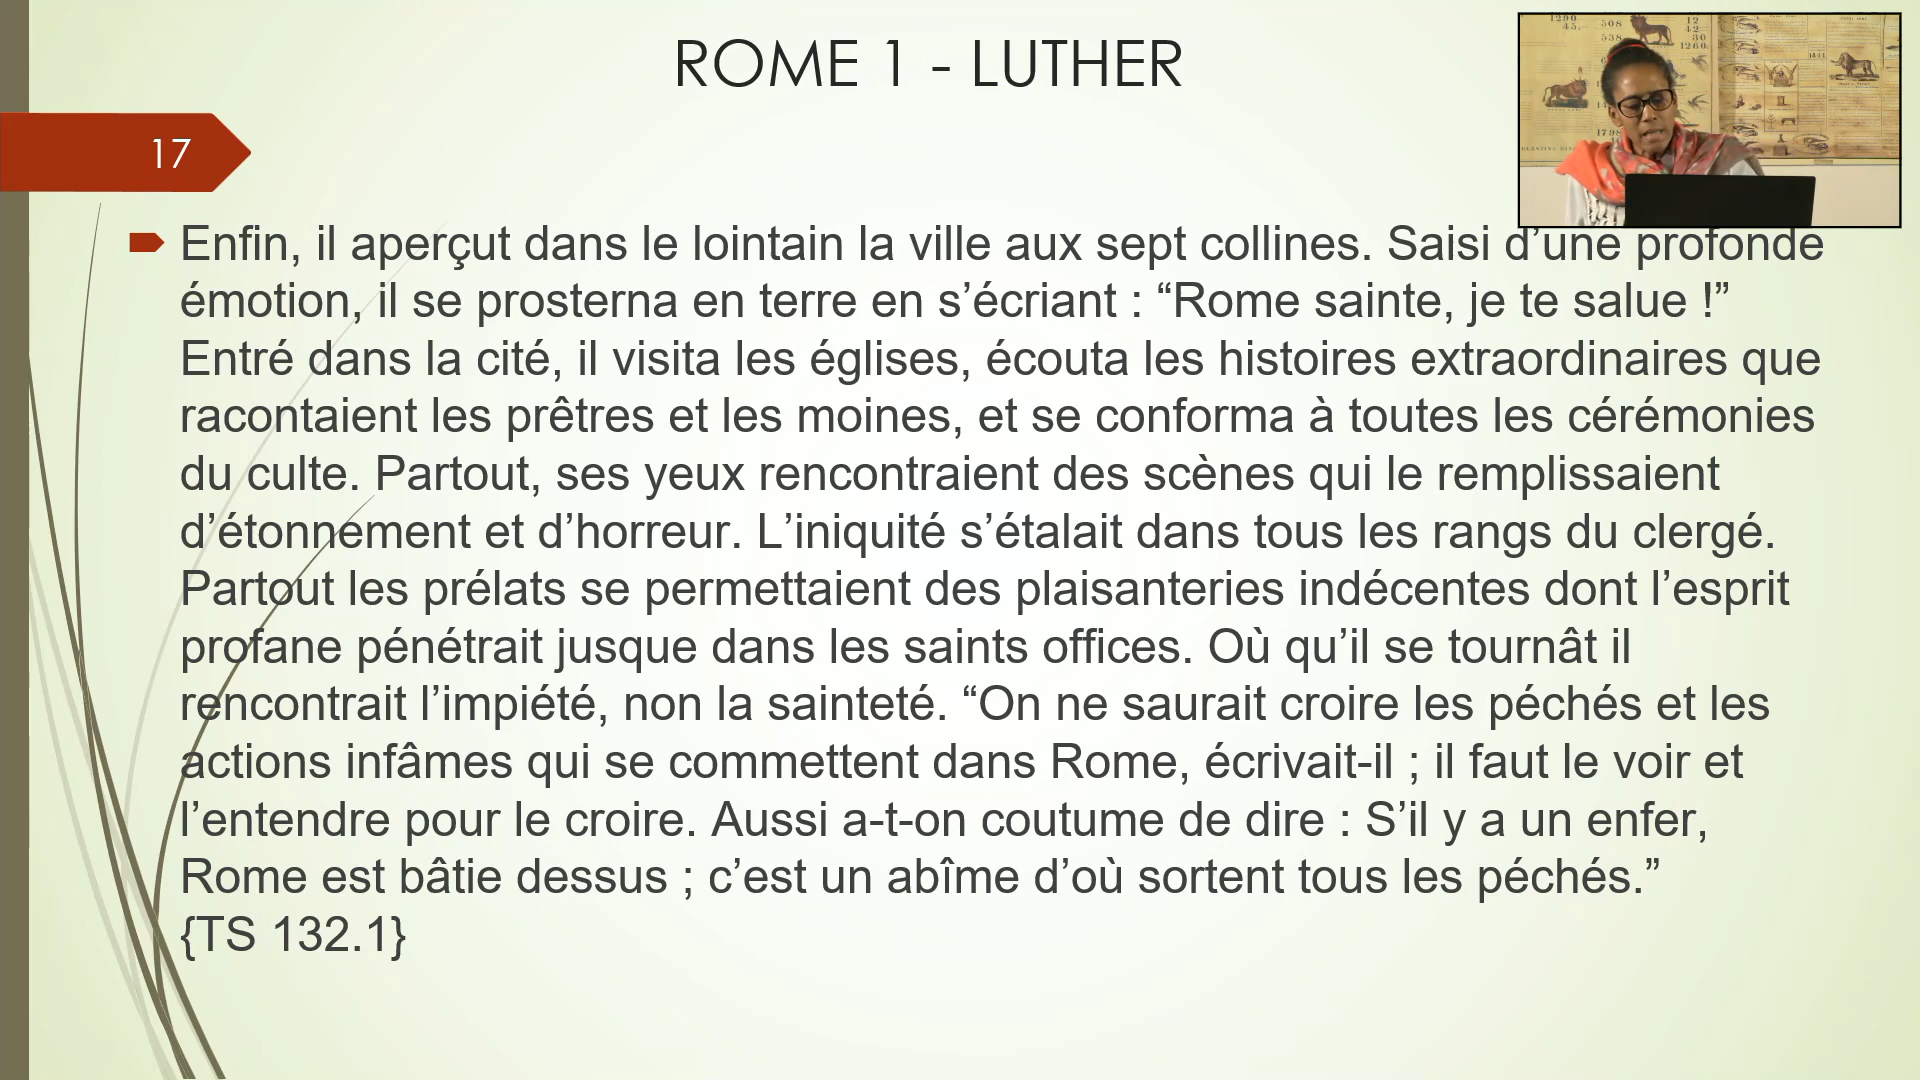 ROME 1 - LUTHER
17
Enfin, il aperçut dans le lointain la ville aux sept collines. Saisi d’une profonde
émotion, il se prosterna en terre en s’écriant : “Rome sainte, je te salue !”
Entré dans la cité, il visita les églises, écouta les histoires extraordinaires que
racontaient les prêtres et les moines, et se conforma à toutes les cérémonies
du culte. Partout, ses yeux rencontraient des scènes qui le remplissaient
d’étonnement et d’horreur. L’iniquité s’étalait dans tous les rangs du clergé.
Partout les prélats se permettaient des plaisanteries indécentes dont l’esprit
profane pénétrait jusque dans les saints offices. Où qu’il se tournât il
rencontrait l’impiété, non la sainteté. “On ne saurait croire les péchés et les
actions infâmes qui se commettent dans Rome, écrivait-il ; il faut le voir et
l’entendre pour le croire. Aussi a-t-on coutume de dire : S’il y a un enfer,
Rome est bâtie dessus ; c’est un abîme d’où sortent tous les péchés.”
{TS 132.1}
1290
45
508
538
12
30
1260
1798